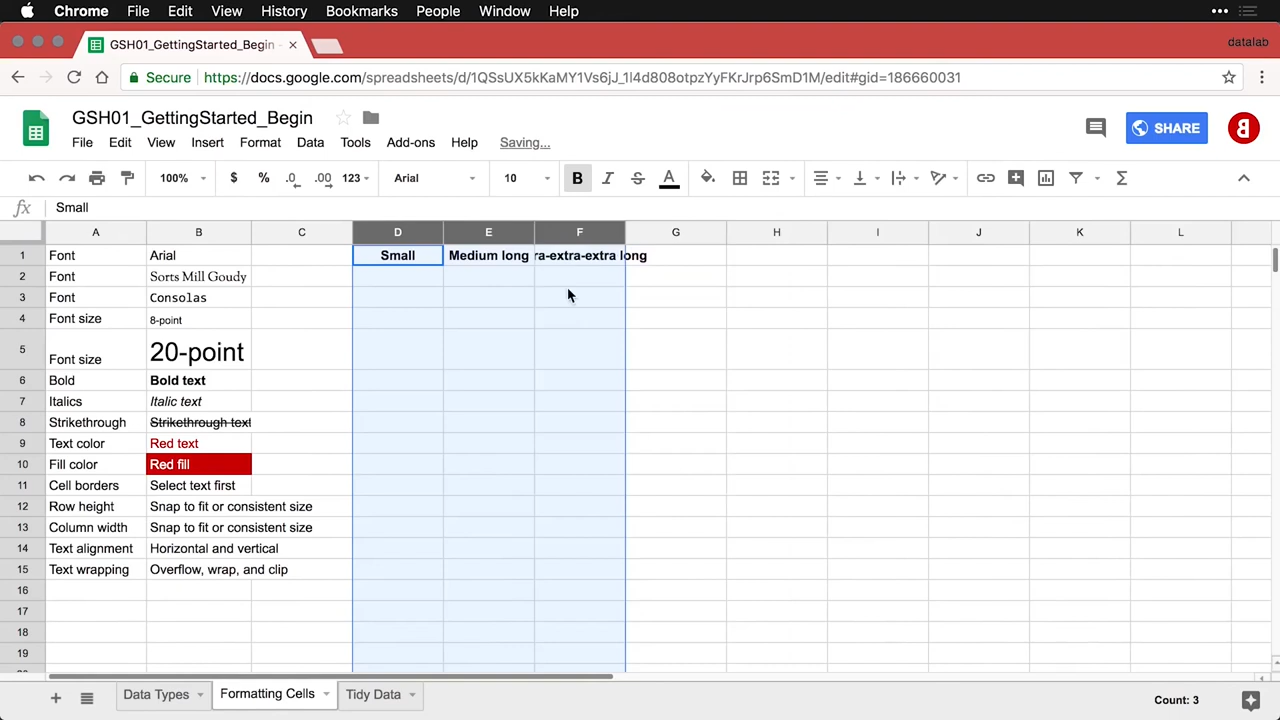 Chrome File Edit View History Bookmarks People Window Help
GSH01_GettingStarted_Begin - datalab
Secure https://docs.google.com/spreadsheets/d/1QSsUX5kKaMY1Vs6jJ_1l4d808otpzYyFKrJrp6SmD1M/edit#gid=186660031
GSH01_GettingStarted_Begin
SHARE
File Edit View Insert Format Data Tools Add-ons Help Saving...
100% $ % .0 .00 123 Arial 10 B I S A Σ
fx Small
A B C D E F G H I J K L
1 Font Arial Small Medium long ra-extra-extra long
2 Font Sorts Mill Goudy
3 Font Consolas
4 Font size 8-point
5 Font size 20-point
6 Bold Bold text
7 Italics Italic text
8 Strikethrough Strikethrough text
9 Text color Red text
10 Fill color Red fill
11 Cell borders Select text first
12 Row height Snap to fit or consistent size
13 Column width Snap to fit or consistent size
14 Text alignment Horizontal and vertical
15 Text wrapping Overflow, wrap, and clip
16
17
18
19
+ Data Types Formatting Cells Tidy Data Count: 3